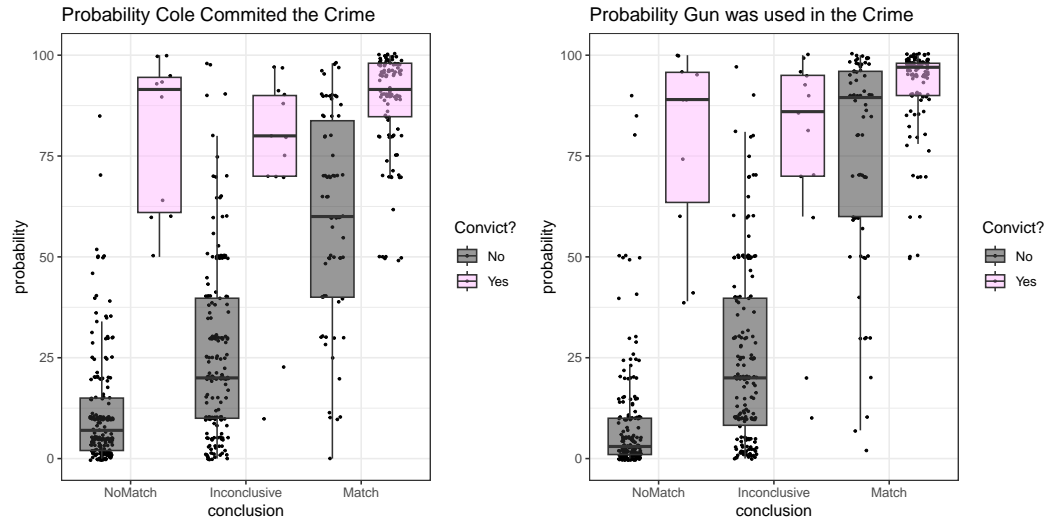 Probability Cole Commited the Crime
100
75
50
25
0
probability
NoMatch
Inconclusive
Match
conclusion
Convict?
No
Yes
Probability Gun was used in the Crime
100
75
50
25
0
probability
NoMatch
Inconclusive
Match
conclusion
Convict?
No
Yes